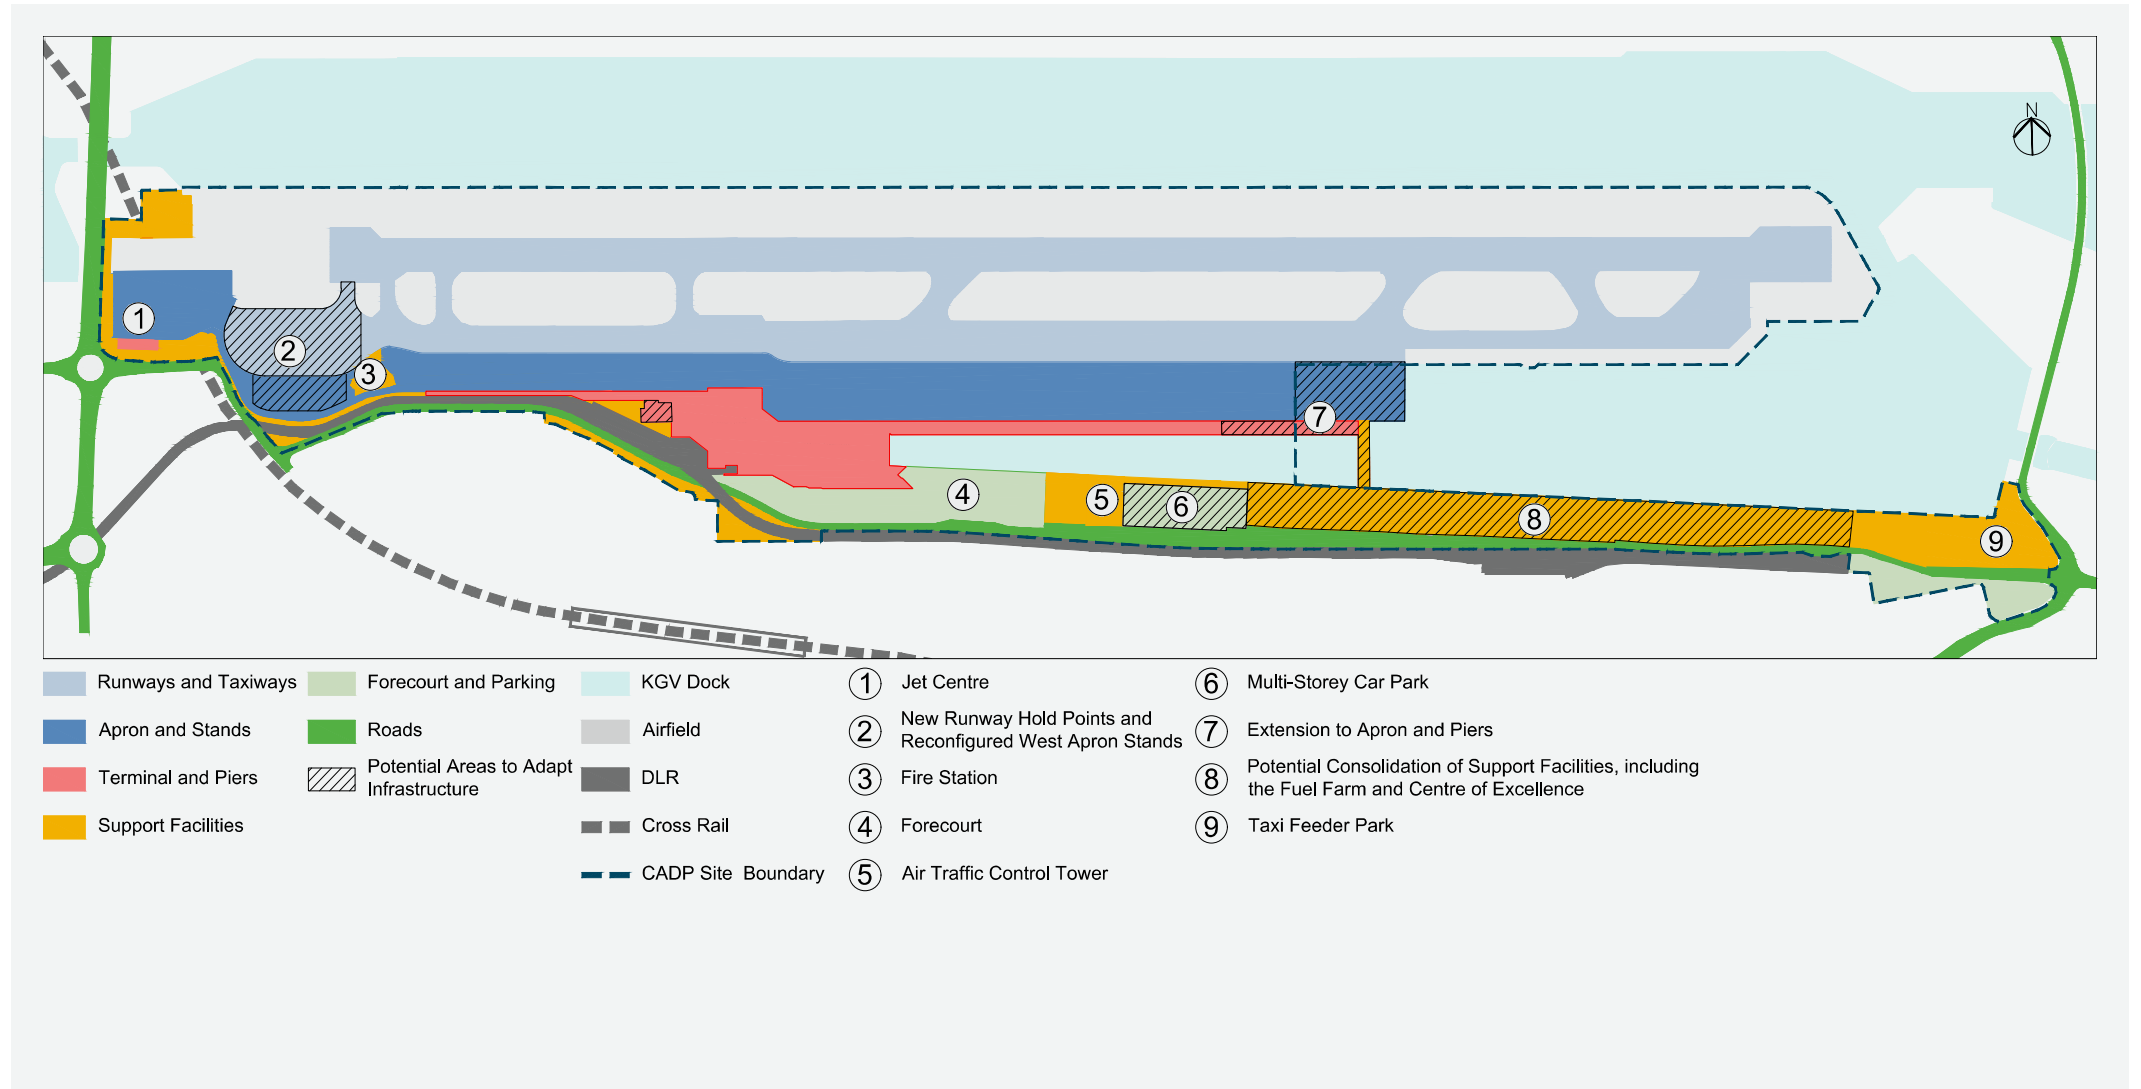 N
1
2
3
4
5
6
7
8
9
Runways and Taxiways
Apron and Stands
Terminal and Piers
Support Facilities
Forecourt and Parking
Roads
Potential Areas to Adapt
Infrastructure
KGV Dock
Airfield
DLR
Cross Rail
CADP Site Boundary
1 Jet Centre
2 New Runway Hold Points and
Reconfigured West Apron Stands
3 Fire Station
4 Forecourt
5 Air Traffic Control Tower
6 Multi-Storey Car Park
7 Extension to Apron and Piers
8 Potential Consolidation of Support Facilities, including
the Fuel Farm and Centre of Excellence
9 Taxi Feeder Park